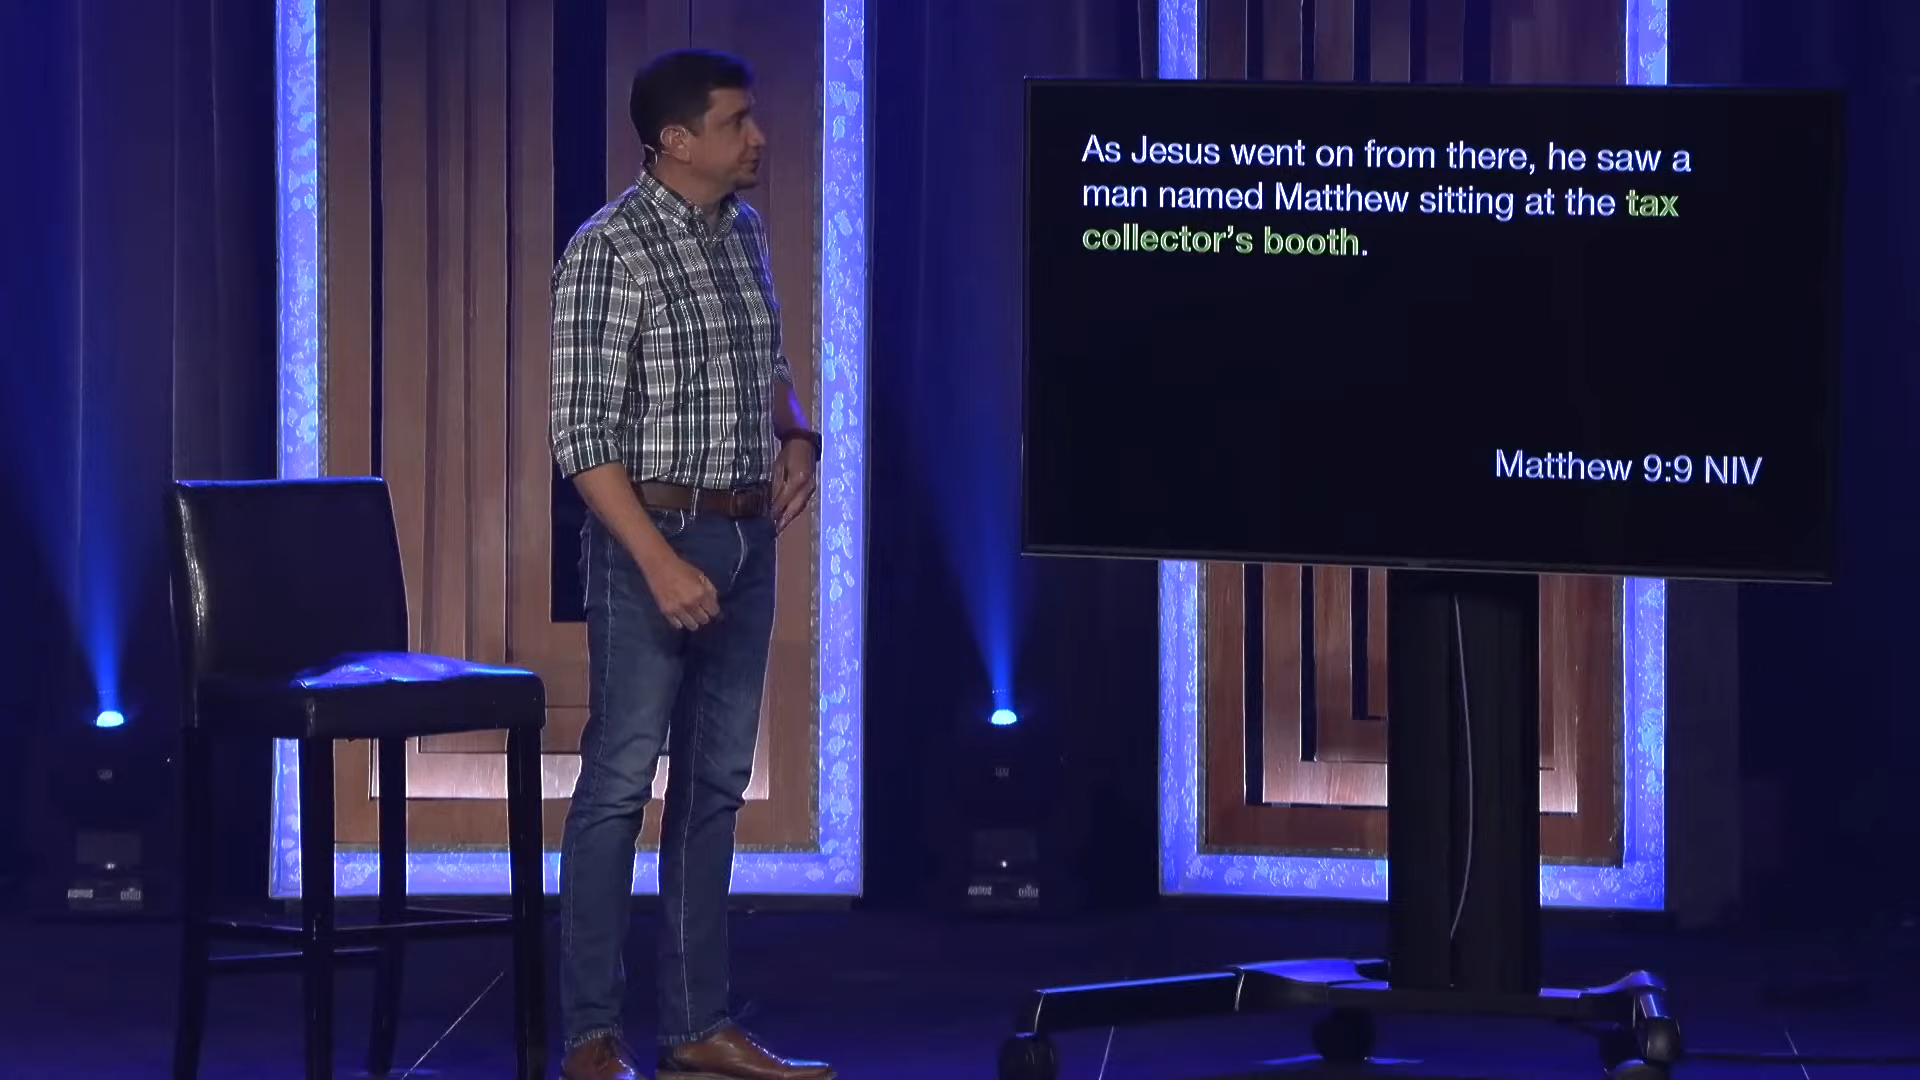 As Jesus went on from there, he saw a
man named Matthew sitting at the tax
collector’s booth.
Matthew 9:9 NIV